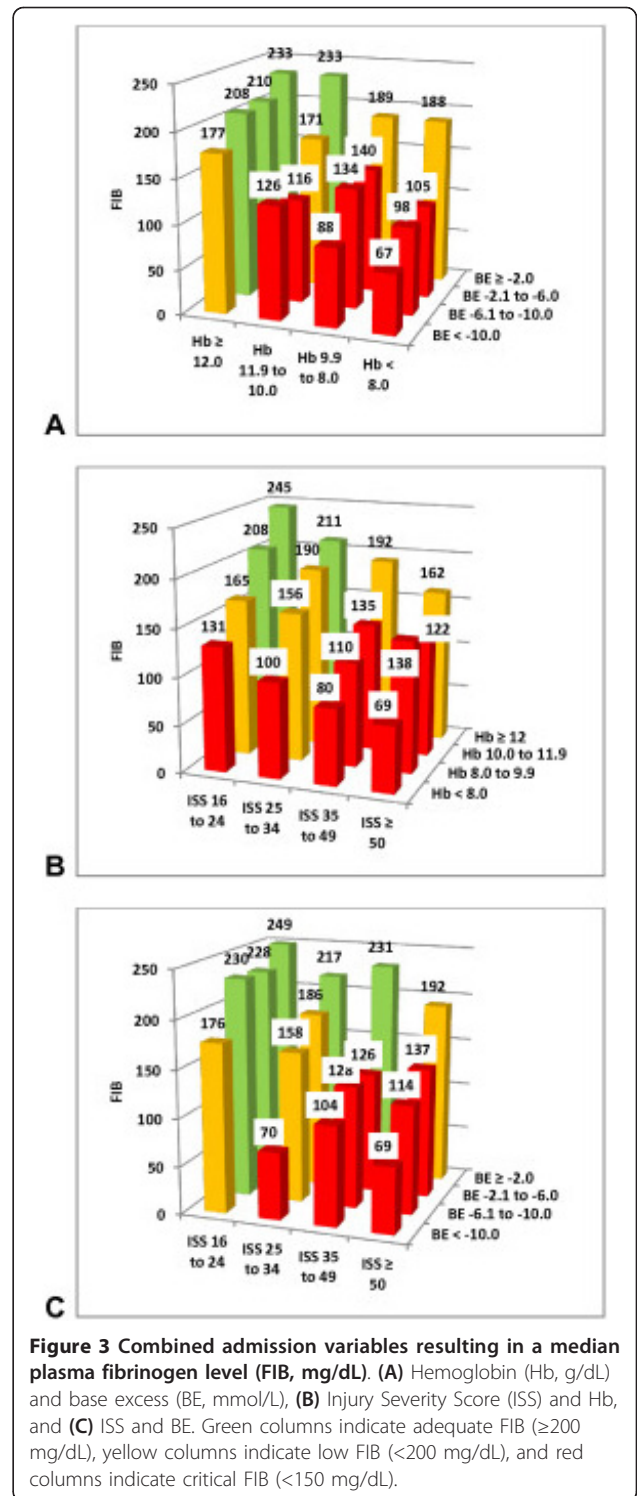 233
233
250
210
208
189
188
200
177
171
140
150
134
126
116
105
98
100
88
67
50
0
FIB
BE ≥ -2.0
BE -2.1 to -6.0
BE -6.1 to -10.0
BE < -10.0
Hb ≥
12.0
Hb
11.9 to
10.0
Hb 9.9
to 8.0
Hb <
8.0
A
245
250
208
211
190
192
200
165
156
162
131
135
150
122
110
138
100
100
80
69
50
0
FIB
Hb ≥ 12
Hb 10.0 to 11.9
Hb 8.0 to 9.9
Hb < 8.0
ISS 16
to 24
ISS 25
to 34
ISS 35
to 49
ISS ≥
50
B
249
250
230
228
217
231
186
192
200
176
158
126
137
150
128
114
104
100
70
69
50
0
FIB
BE ≥ -2.0
BE -2.1 to -6.0
BE -6.1 to -10.0
BE < -10.0
ISS 16
to 24
ISS 25
to 34
ISS 35
to 49
ISS ≥
50
C
Figure 3 Combined admission variables resulting in a median
plasma fibrinogen level (FIB, mg/dL). (A) Hemoglobin (Hb, g/dL)
and base excess (BE, mmol/L), (B) Injury Severity Score (ISS) and Hb,
and (C) ISS and BE. Green columns indicate adequate FIB (≥200
mg/dL), yellow columns indicate low FIB (<200 mg/dL), and red
columns indicate critical FIB (<150 mg/dL).